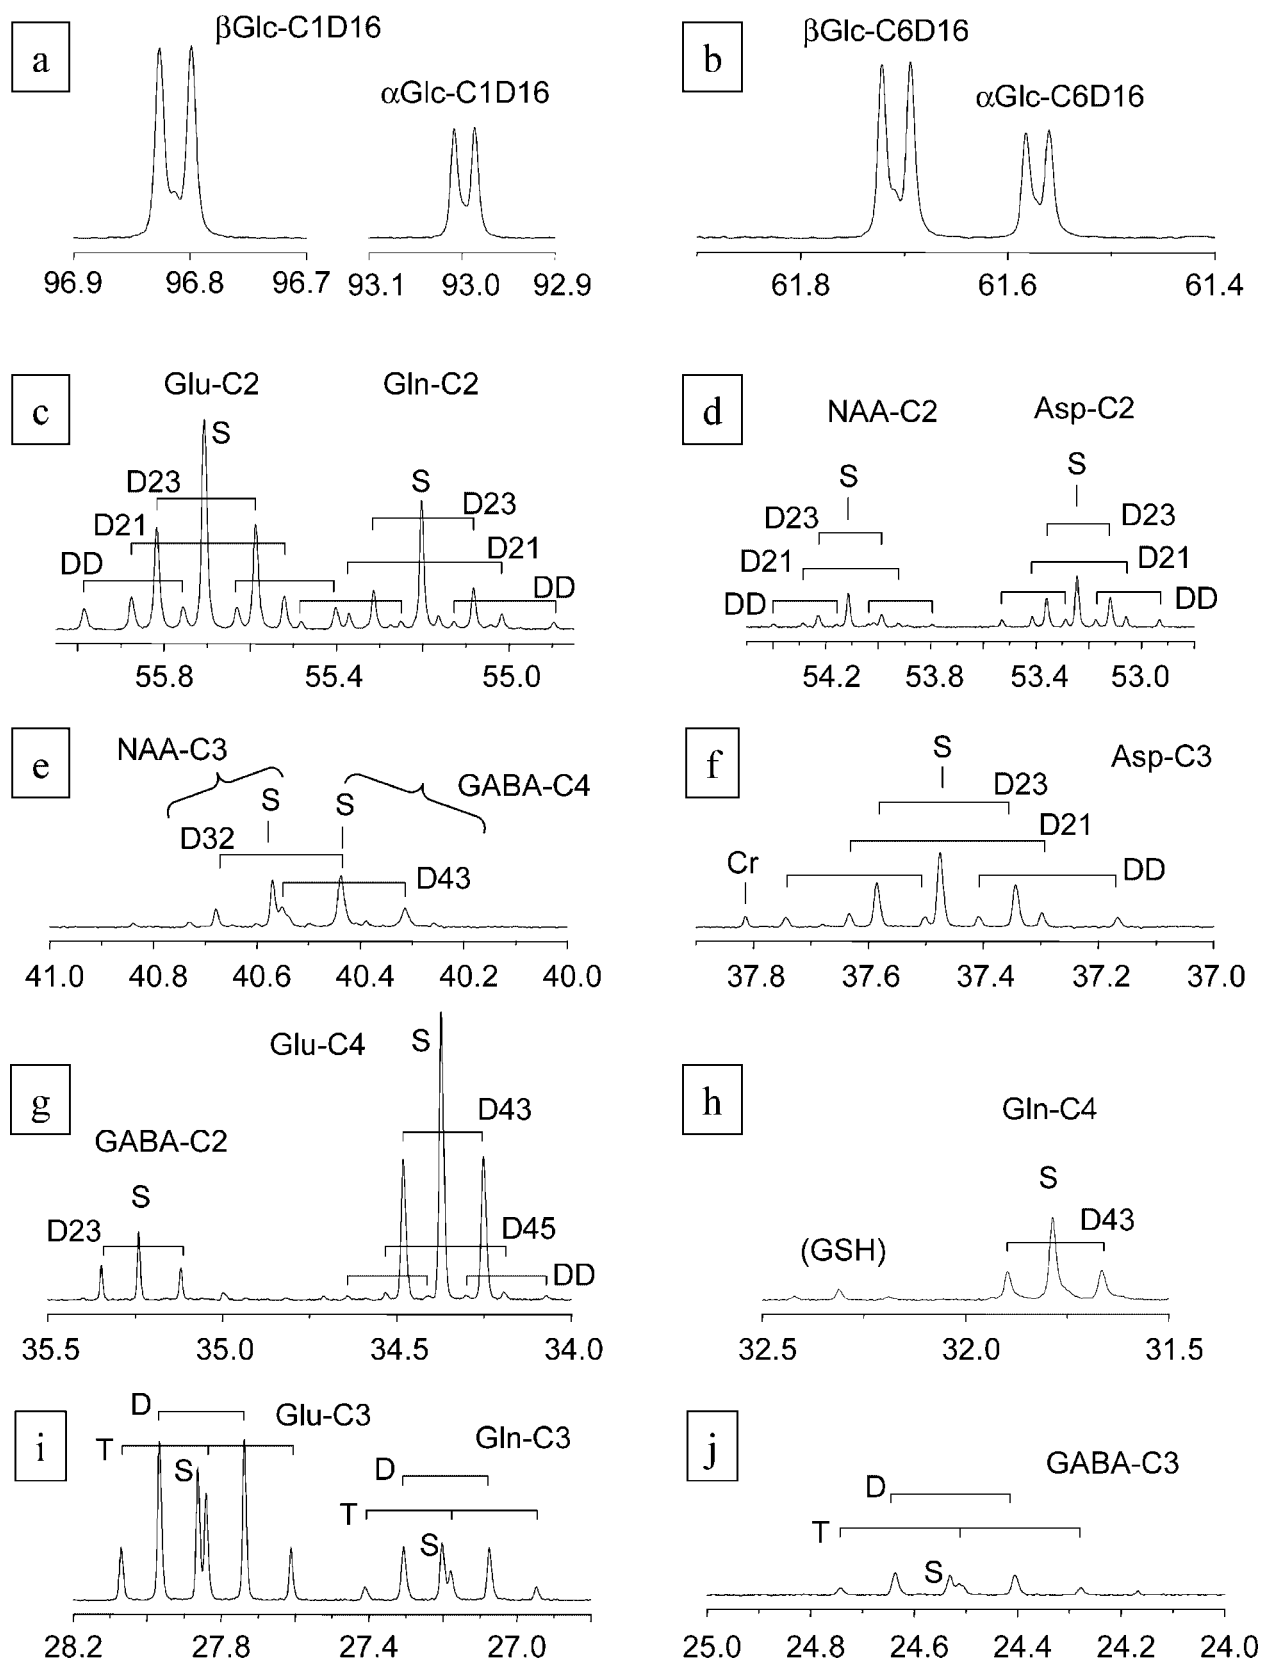 a
βGlc-C1D16
αGlc-C1D16
96.9 96.8 96.7 93.1 93.0 92.9
b
βGlc-C6D16
αGlc-C6D16
61.8 61.6 61.4
c
Glu-C2 Gln-C2
S
S
D23
D23
D21
D21
DD
DD
55.8 55.4 55.0
d
NAA-C2 Asp-C2
S
S
D23
D23
D21
D21
DD
DD
54.2 53.8 53.4 53.0
e
NAA-C3
GABA-C4
S S
D32
D43
41.0 40.8 40.6 40.4 40.2 40.0
f
S
Asp-C3
D23
D21
Cr
DD
37.8 37.6 37.4 37.2 37.0
g
Glu-C4
S
D43
GABA-C2
S
D23
D45
DD
35.5 35.0 34.5 34.0
h
Gln-C4
S
D43
(GSH)
32.5 32.0 31.5
i
D
Glu-C3
T
S
Gln-C3
D
T
S
28.2 27.8 27.4 27.0
j
GABA-C3
D
T
S
25.0 24.8 24.6 24.4 24.2 24.0